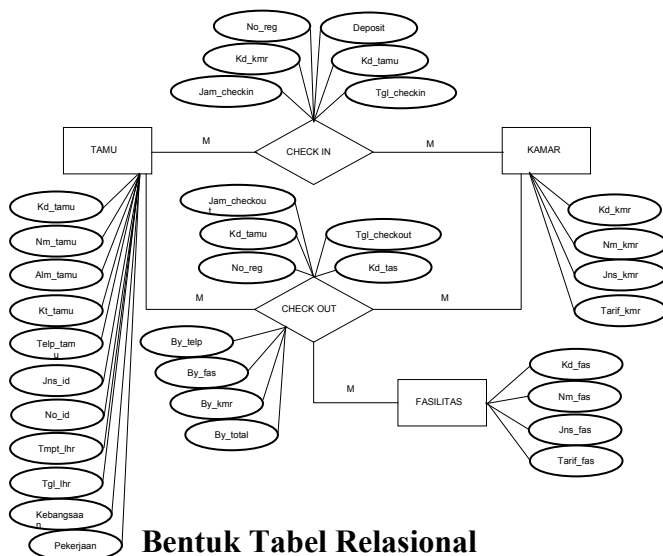 No_reg
Deposit
Kd_kmr
Kd_tamu
Jam_checkin
Tgl_checkin
TAMU
M
CHECK IN
M
KAMAR
Kd_tamu
Nm_tamu
Alm_tamu
Kt_tamu
Telp_tam
u
Jns_id
No_id
Tmpt_lhr
Tgl_lhr
Kebangsaa
n
Pekerjaan
Jam_checkou
t
Kd_tamu
No_reg
Tgl_checkout
Kd_tas
Kd_kmr
Nm_kmr
Jns_kmr
Tarif_kmr
M
CHECK OUT
M
By_telp
By_fas
By_kmr
By_total
M
FASILITAS
Kd_fas
Nm_fas
Jns_fas
Tarif_fas
Bentuk Tabel Relasional